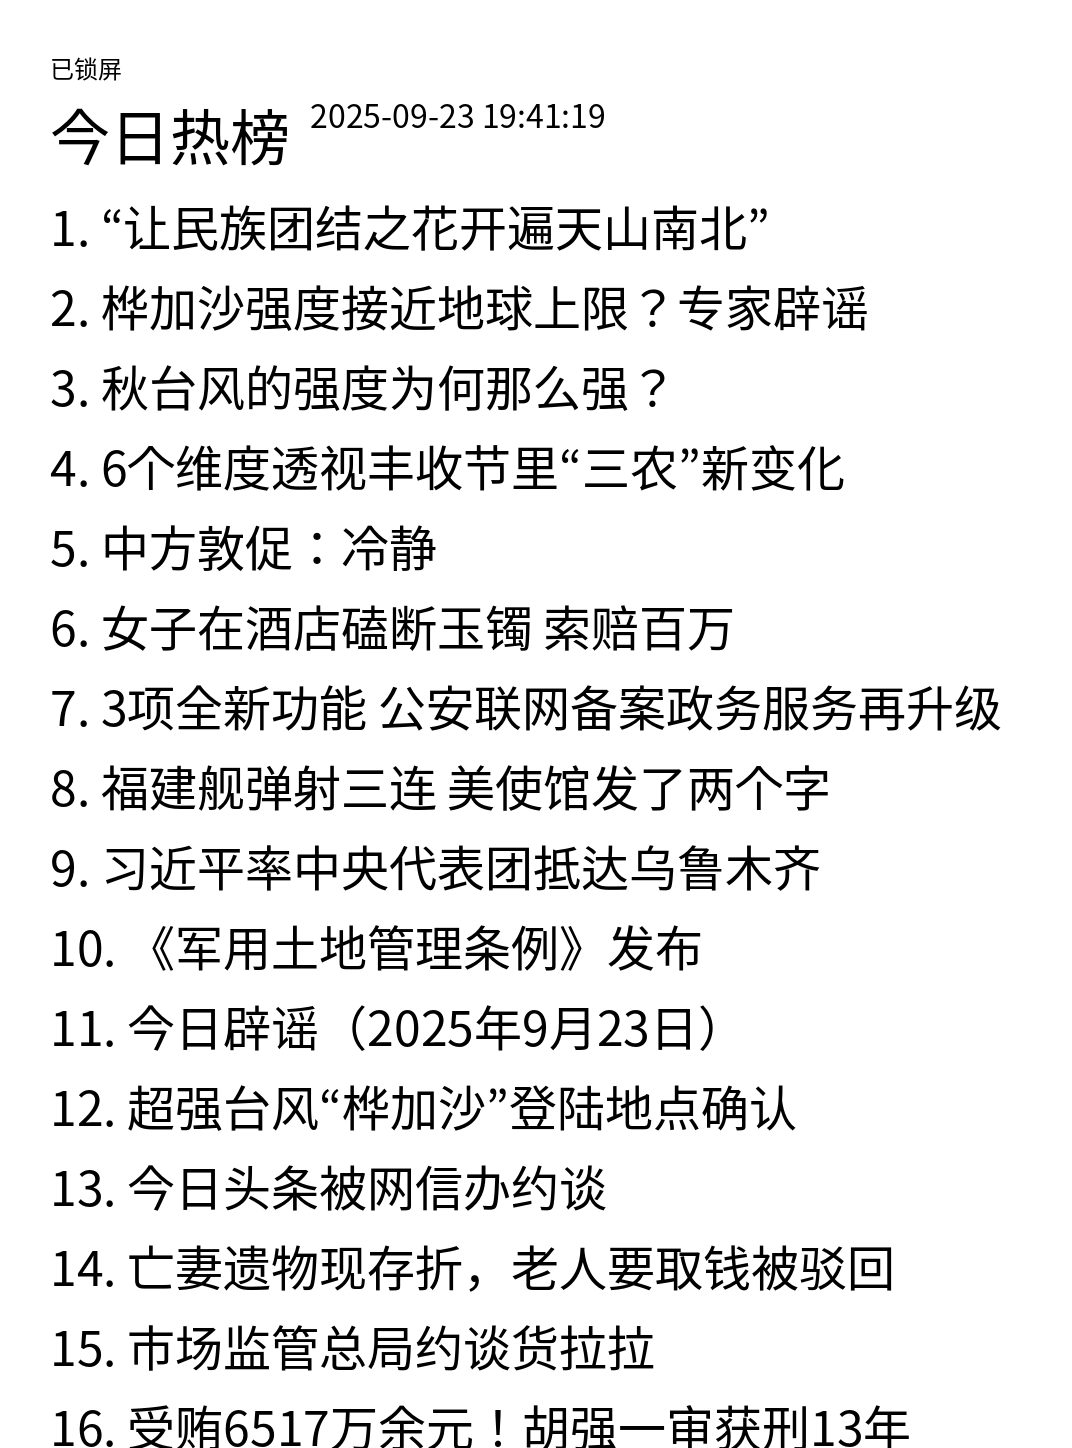 已锁屏
今日热榜 2025-09-23 19:41:19
1. “让民族团结之花开遍天山南北”
2. 桦加沙强度接近地球上限？专家辟谣
3. 秋台风的强度为何那么强？
4. 6个维度透视丰收节里“三农”新变化
5. 中方敦促：冷静
6. 女子在酒店磕断玉镯 索赔百万
7. 3项全新功能 公安联网备案政务服务再升级
8. 福建舰弹射三连 美使馆发了两个字
9. 习近平率中央代表团抵达乌鲁木齐
10. 《军用土地管理条例》发布
11. 今日辟谣（2025年9月23日）
12. 超强台风“桦加沙”登陆地点确认
13. 今日头条被网信办约谈
14. 亡妻遗物现存折，老人要取钱被驳回
15. 市场监管总局约谈货拉拉
16. 受贿6517万余元！胡强一审获刑13年